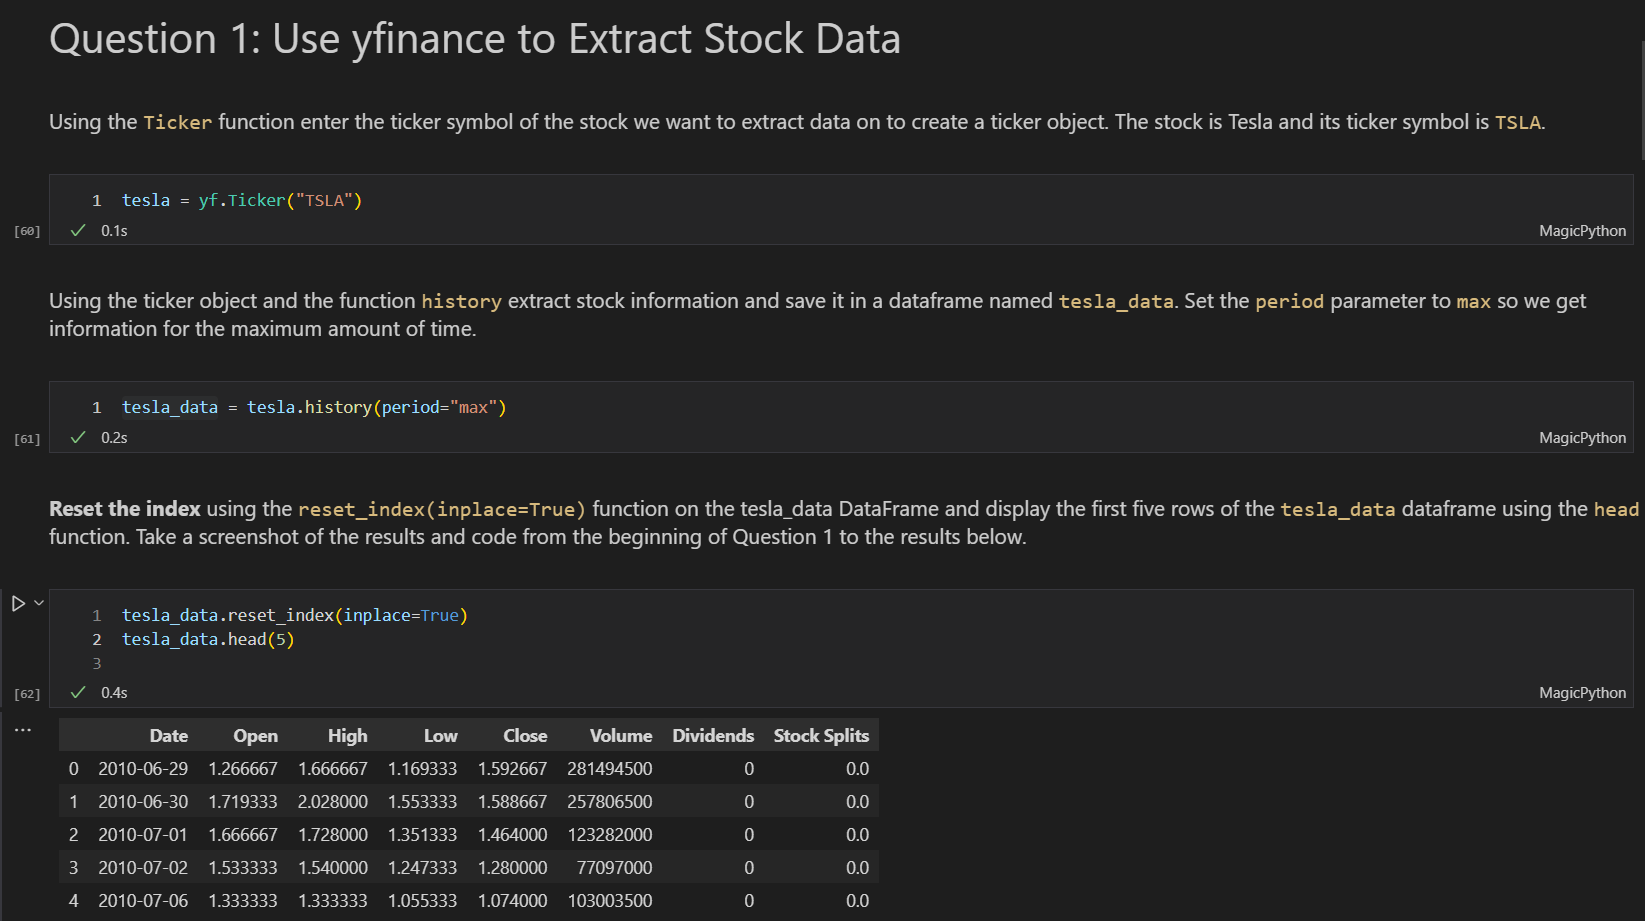 Question 1: Use yfinance to Extract Stock Data
Using the Ticker function enter the ticker symbol of the stock we want to extract data on to create a ticker object. The stock is Tesla and its ticker symbol is TSLA.
1 tesla = yf.Ticker("TSLA")
[60] 0.1s MagicPython
Using the ticker object and the function history extract stock information and save it in a dataframe named tesla_data. Set the period parameter to max so we get
information for the maximum amount of time.
1 tesla_data = tesla.history(period="max")
[61] 0.2s MagicPython
Reset the index using the reset_index(inplace=True) function on the tesla_data DataFrame and display the first five rows of the tesla_data dataframe using the head
function. Take a screenshot of the results and code from the beginning of Question 1 to the results below.
1 tesla_data.reset_index(inplace=True)
2 tesla_data.head(5)
3
[62] 0.4s MagicPython
... Date Open High Low Close Volume Dividends Stock Splits
0 2010-06-29 1.266667 1.666667 1.169333 1.592667 281494500 0 0.0
1 2010-06-30 1.719333 2.028000 1.553333 1.588667 257806500 0 0.0
2 2010-07-01 1.666667 1.728000 1.351333 1.464000 123282000 0 0.0
3 2010-07-02 1.533333 1.540000 1.247333 1.280000 77097000 0 0.0
4 2010-07-06 1.333333 1.333333 1.055333 1.074000 103003500 0 0.0